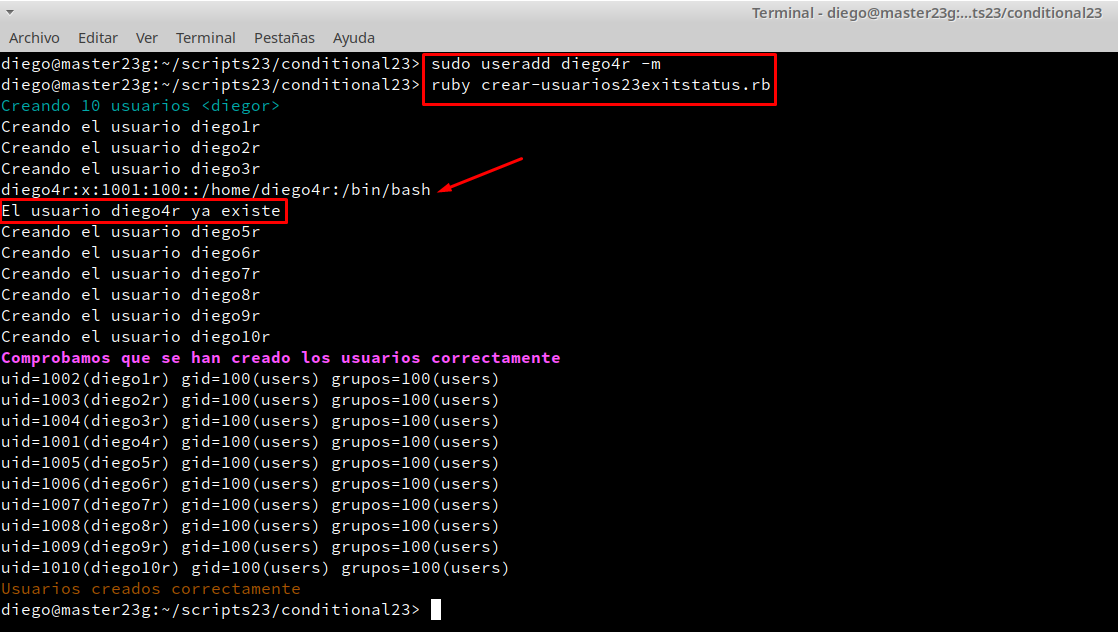 Terminal - diego@master23g:...ts23/conditional23
Archivo Editar Ver Terminal Pestañas Ayuda
diego@master23g:~/scripts23/conditional23> sudo useradd diego4r -m
diego@master23g:~/scripts23/conditional23> ruby crear-usuarios23exitstatus.rb
Creando 10 usuarios <diegor>
Creando el usuario diego1r
Creando el usuario diego2r
Creando el usuario diego3r
diego4r:x:1001:100::/home/diego4r:/bin/bash
El usuario diego4r ya existe
Creando el usuario diego5r
Creando el usuario diego6r
Creando el usuario diego7r
Creando el usuario diego8r
Creando el usuario diego9r
Creando el usuario diego10r
Comprobamos que se han creado los usuarios correctamente
uid=1002(diego1r) gid=100(users) grupos=100(users)
uid=1003(diego2r) gid=100(users) grupos=100(users)
uid=1004(diego3r) gid=100(users) grupos=100(users)
uid=1001(diego4r) gid=100(users) grupos=100(users)
uid=1005(diego5r) gid=100(users) grupos=100(users)
uid=1006(diego6r) gid=100(users) grupos=100(users)
uid=1007(diego7r) gid=100(users) grupos=100(users)
uid=1008(diego8r) gid=100(users) grupos=100(users)
uid=1009(diego9r) gid=100(users) grupos=100(users)
uid=1010(diego10r) gid=100(users) grupos=100(users)
Usuarios creados correctamente
diego@master23g:~/scripts23/conditional23>